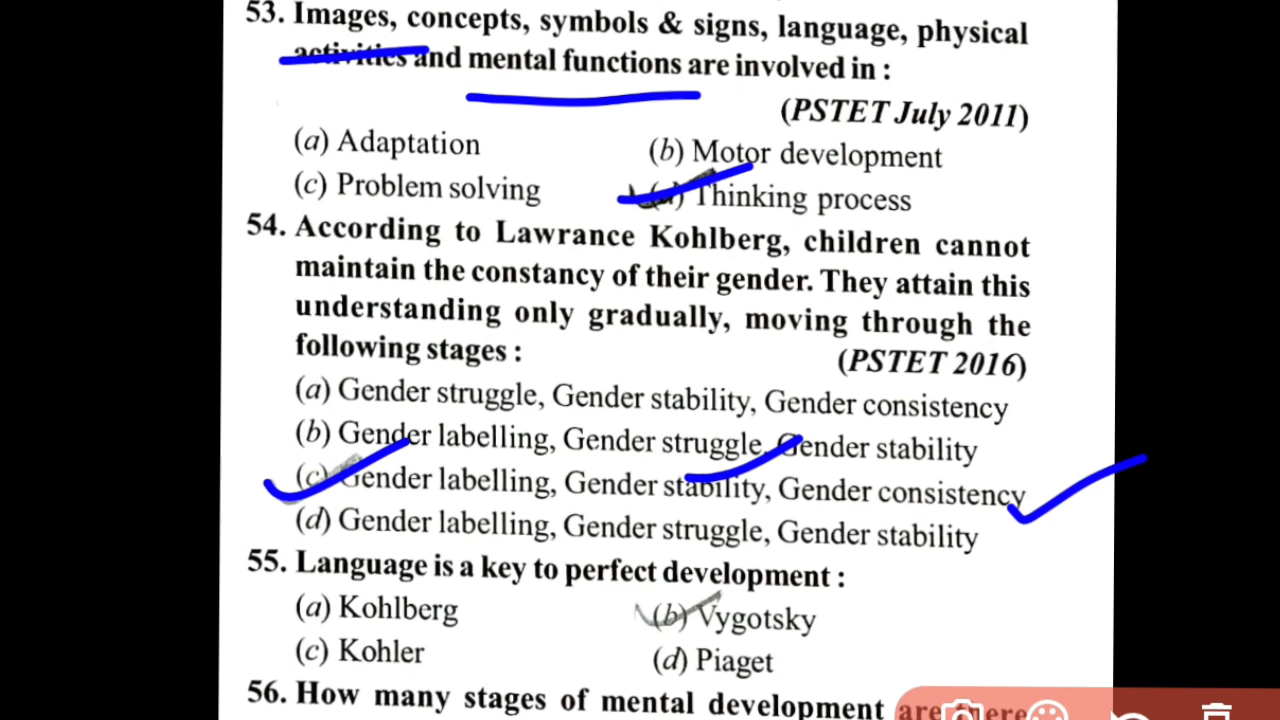 53. Images, concepts, symbols & signs, language, physical
activities and mental functions are involved in :
(PSTET July 2011)
(a) Adaptation (b) Motor development
(c) Problem solving (d) Thinking process
54. According to Lawrance Kohlberg, children cannot
maintain the constancy of their gender. They attain this
understanding only gradually, moving through the
following stages : (PSTET 2016)
(a) Gender struggle, Gender stability, Gender consistency
(b) Gender labelling, Gender struggle, Gender stability
(c) Gender labelling, Gender stability, Gender consistency
(d) Gender labelling, Gender struggle, Gender stability
55. Language is a key to perfect development :
(a) Kohlberg (b) Vygotsky
(c) Kohler (d) Piaget
56. How many stages of mental development are there